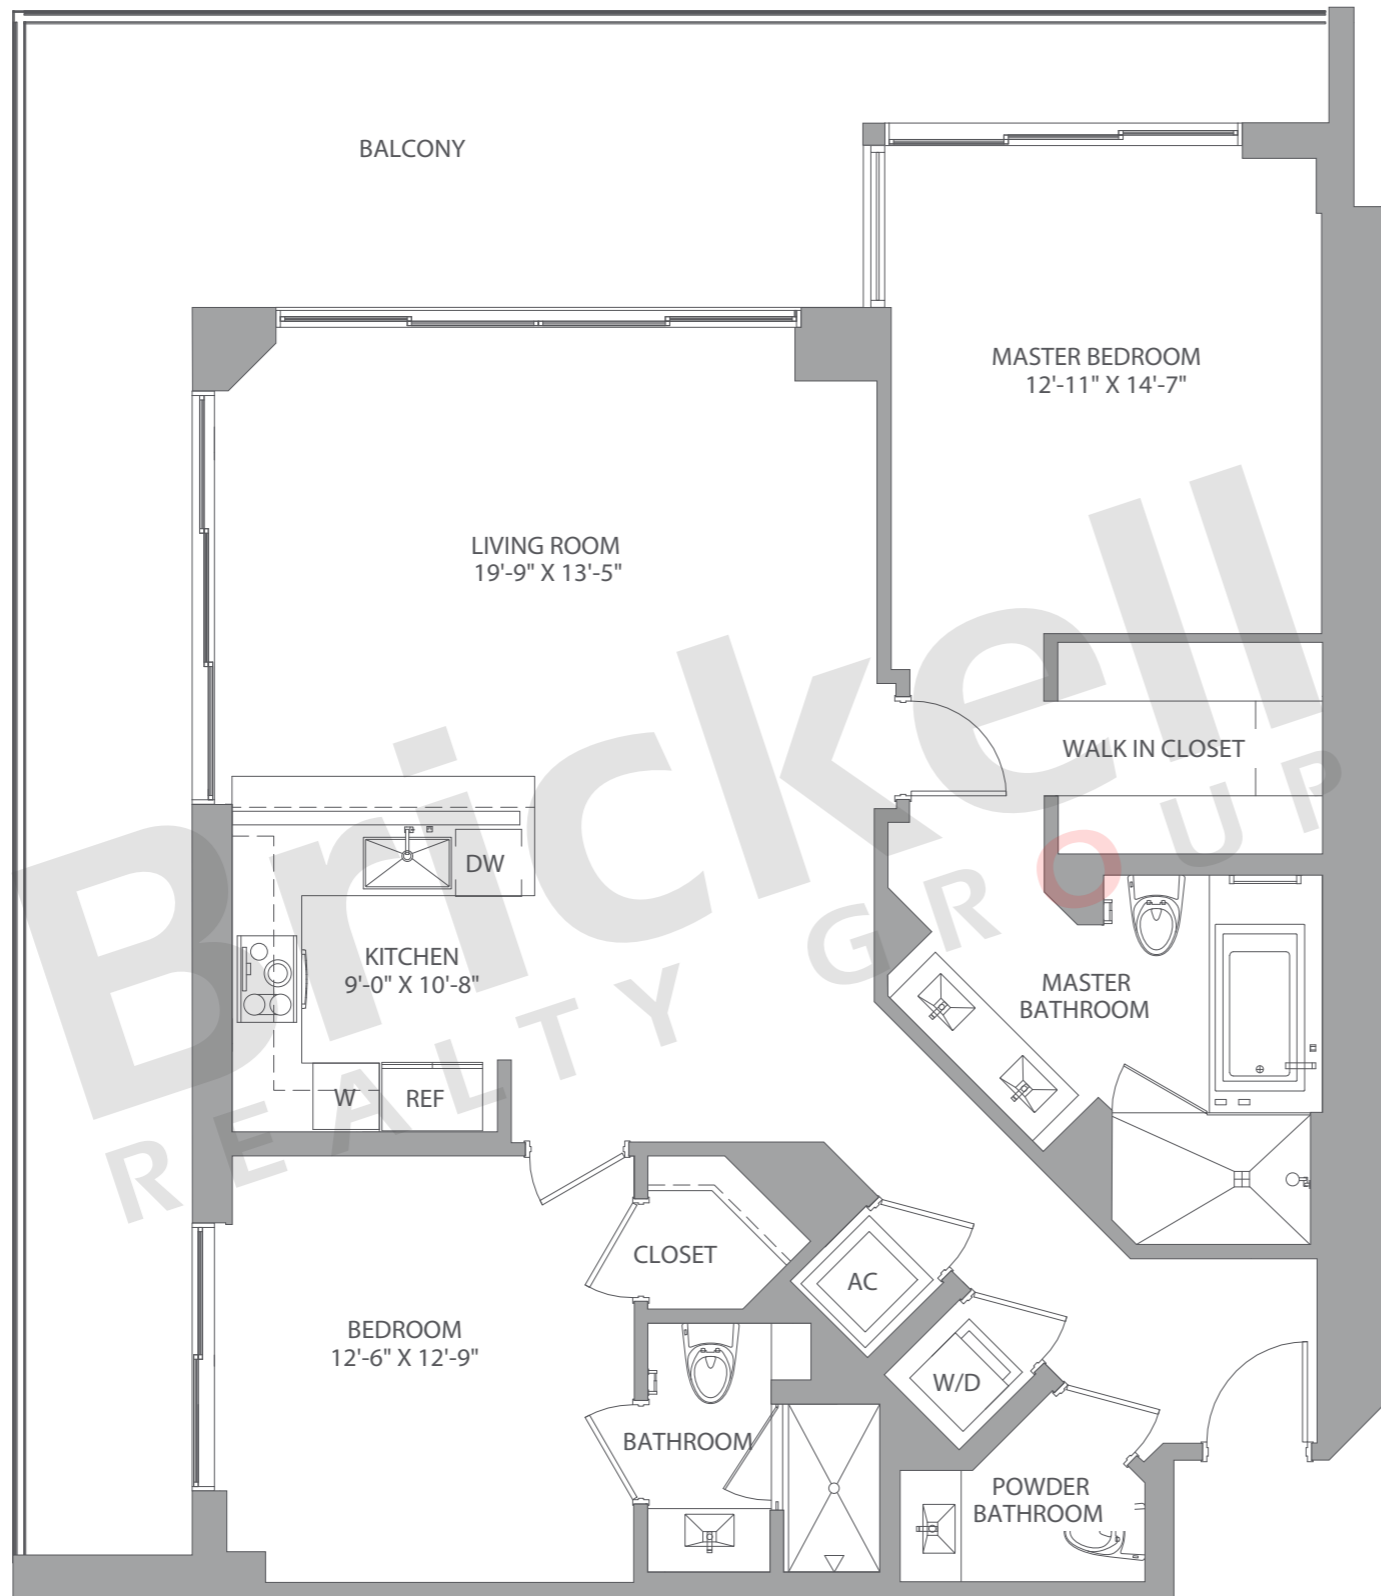 BALCONY
MASTER BEDROOM
12'-11" X 14'-7"
LIVING ROOM
19'-9" X 13'-5"
WALK IN CLOSET
DW
KITCHEN
9'-0" X 10'-8"
MASTER
BATHROOM
W
REF
CLOSET
AC
BEDROOM
12'-6" X 12'-9"
W/D
BATHROOM
POWDER
BATHROOM
Brickell
REALTY GROUP